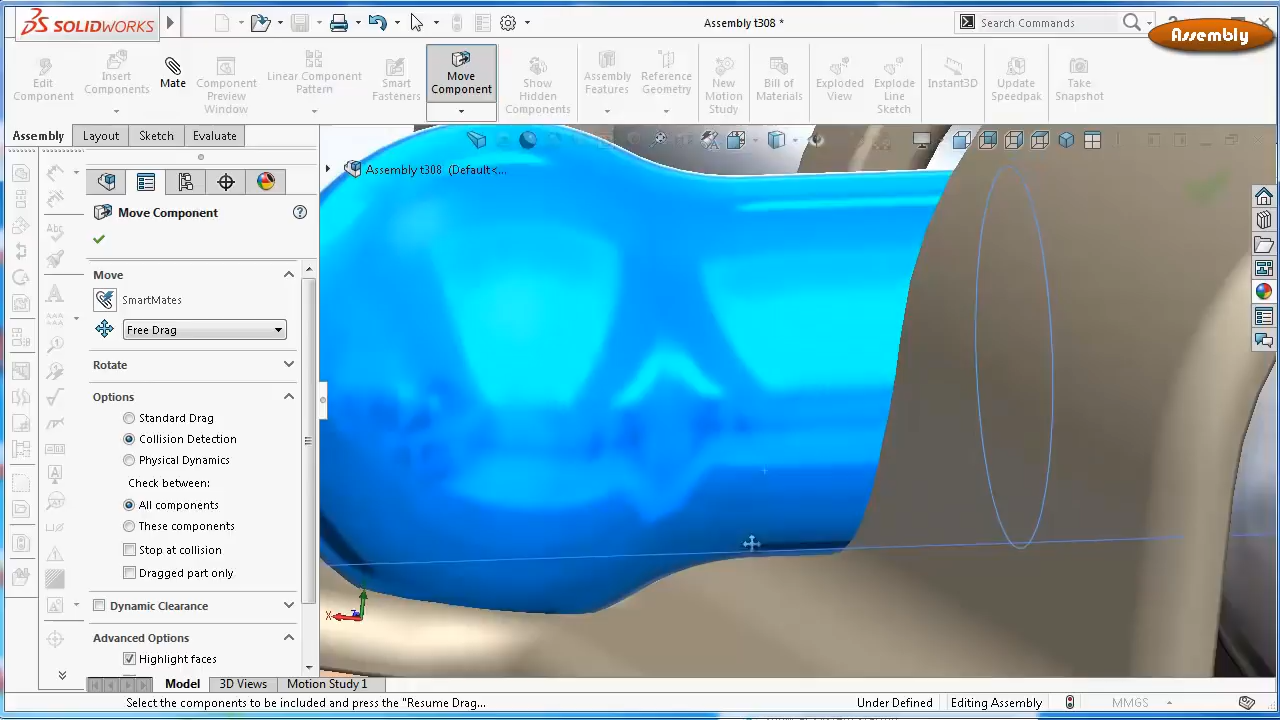 SOLIDWORKS
Assembly t308 *
Search Commands
?
Assembly
Edit Component
Insert Components
Mate
Component Preview Window
Linear Component Pattern
Smart Fasteners
Move Component
Show Hidden Components
Assembly Features
Reference Geometry
New Motion Study
Bill of Materials
Exploded View
Explode Line Sketch
Instant3D
Update Speedpak
Take Snapshot
Assembly
Layout
Sketch
Evaluate
Assembly t308 (Default<...
Move Component
?
Move
SmartMates
Free Drag
Rotate
Options
Standard Drag
Collision Detection
Physical Dynamics
Check between:
All components
These components
Stop at collision
Dragged part only
Dynamic Clearance
Advanced Options
Highlight faces
X
Z
Model
3D Views
Motion Study 1
Select the components to be included and press the "Resume Drag...
Under Defined
Editing Assembly
MMGS